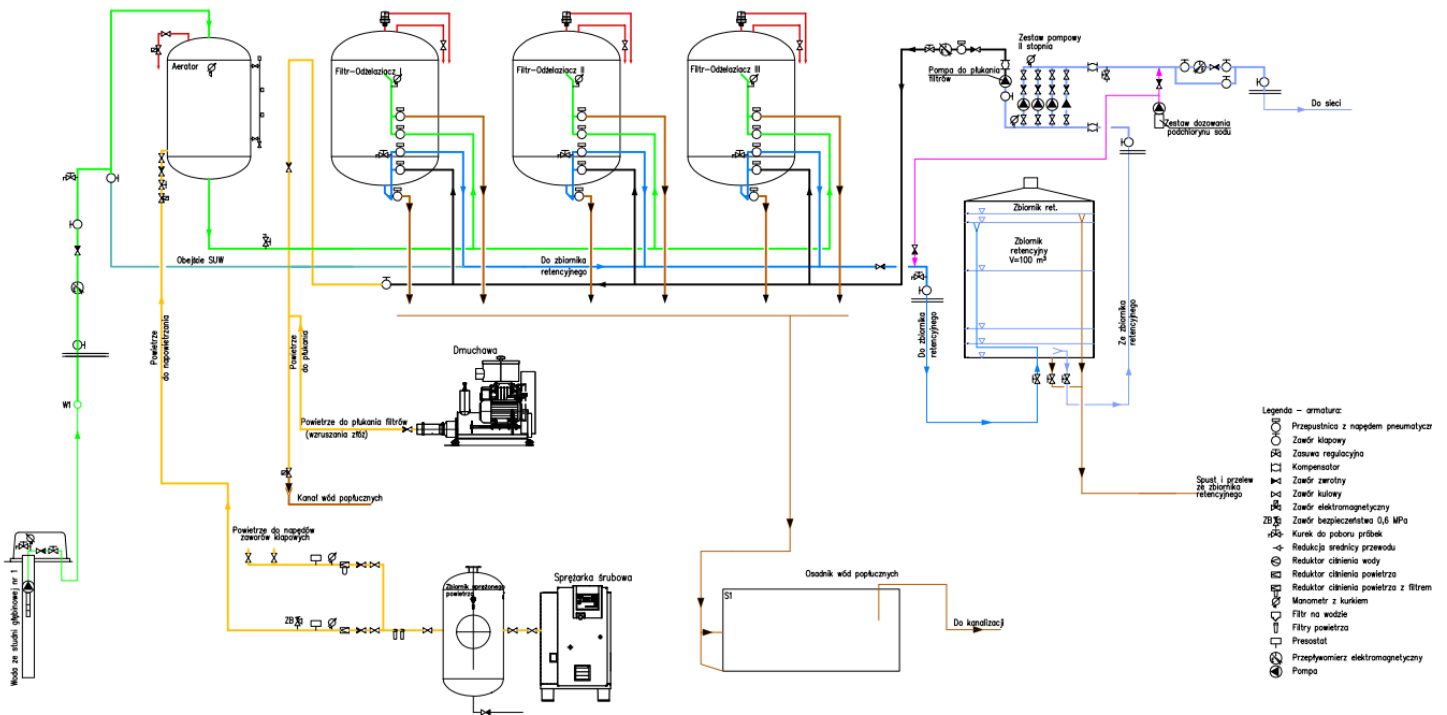 Aerator
Filtr-Odżelaziacz I
Filtr-Odżelaziacz II
Filtr-Odżelaziacz III
Zestaw pompowy
II stopnia
Pompa do płukania
filtrów
Do sieci
Zestaw dozowania
podchlorynu sodu
Obejście SUW
Do zbiornika
retencyjnego
Zbiornik ret.
Zbiornik
retencyjny
V=100 m³
Do zbiornika
retencyjnego
Ze zbiornika
retencyjnego
Powietrze
do napowietrzania
Powietrze
do płukania
Dmuchawa
W1
Powietrze do płukania filtrów
(wzruszania złóż)
Kanał wód popłucznych
Spust i przelew
ze zbiornika
retencyjnego
Woda ze studni głębinowej nr 1
Powietrze do napędów
zaworów klapowych
ZB
Zbiornik sprężonego
powietrza
Sprężarka śrubowa
Osadnik wód popłucznych
S1
Do kanalizacji
Legenda - armatura:
Przepustnica z napędem pneumatyczn
Zawór klapowy
Zasuwa regulacyjna
Kompensator
Zawór zwrotny
Zawór kulowy
Zawór elektromagnetyczny
ZB Zawór bezpieczeństwa 0,6 MPa
Kurek do poboru próbek
Redukcja srednicy przewodu
Reduktor ciśnienia wody
Reduktor ciśnienia powietrza
Reduktor ciśnienia powietrza z filtrem
Manometr z kurkiem
Filtr na wodzie
Filtry powietrza
Presostat
Przepływomierz elektromagnetyczny
Pompa